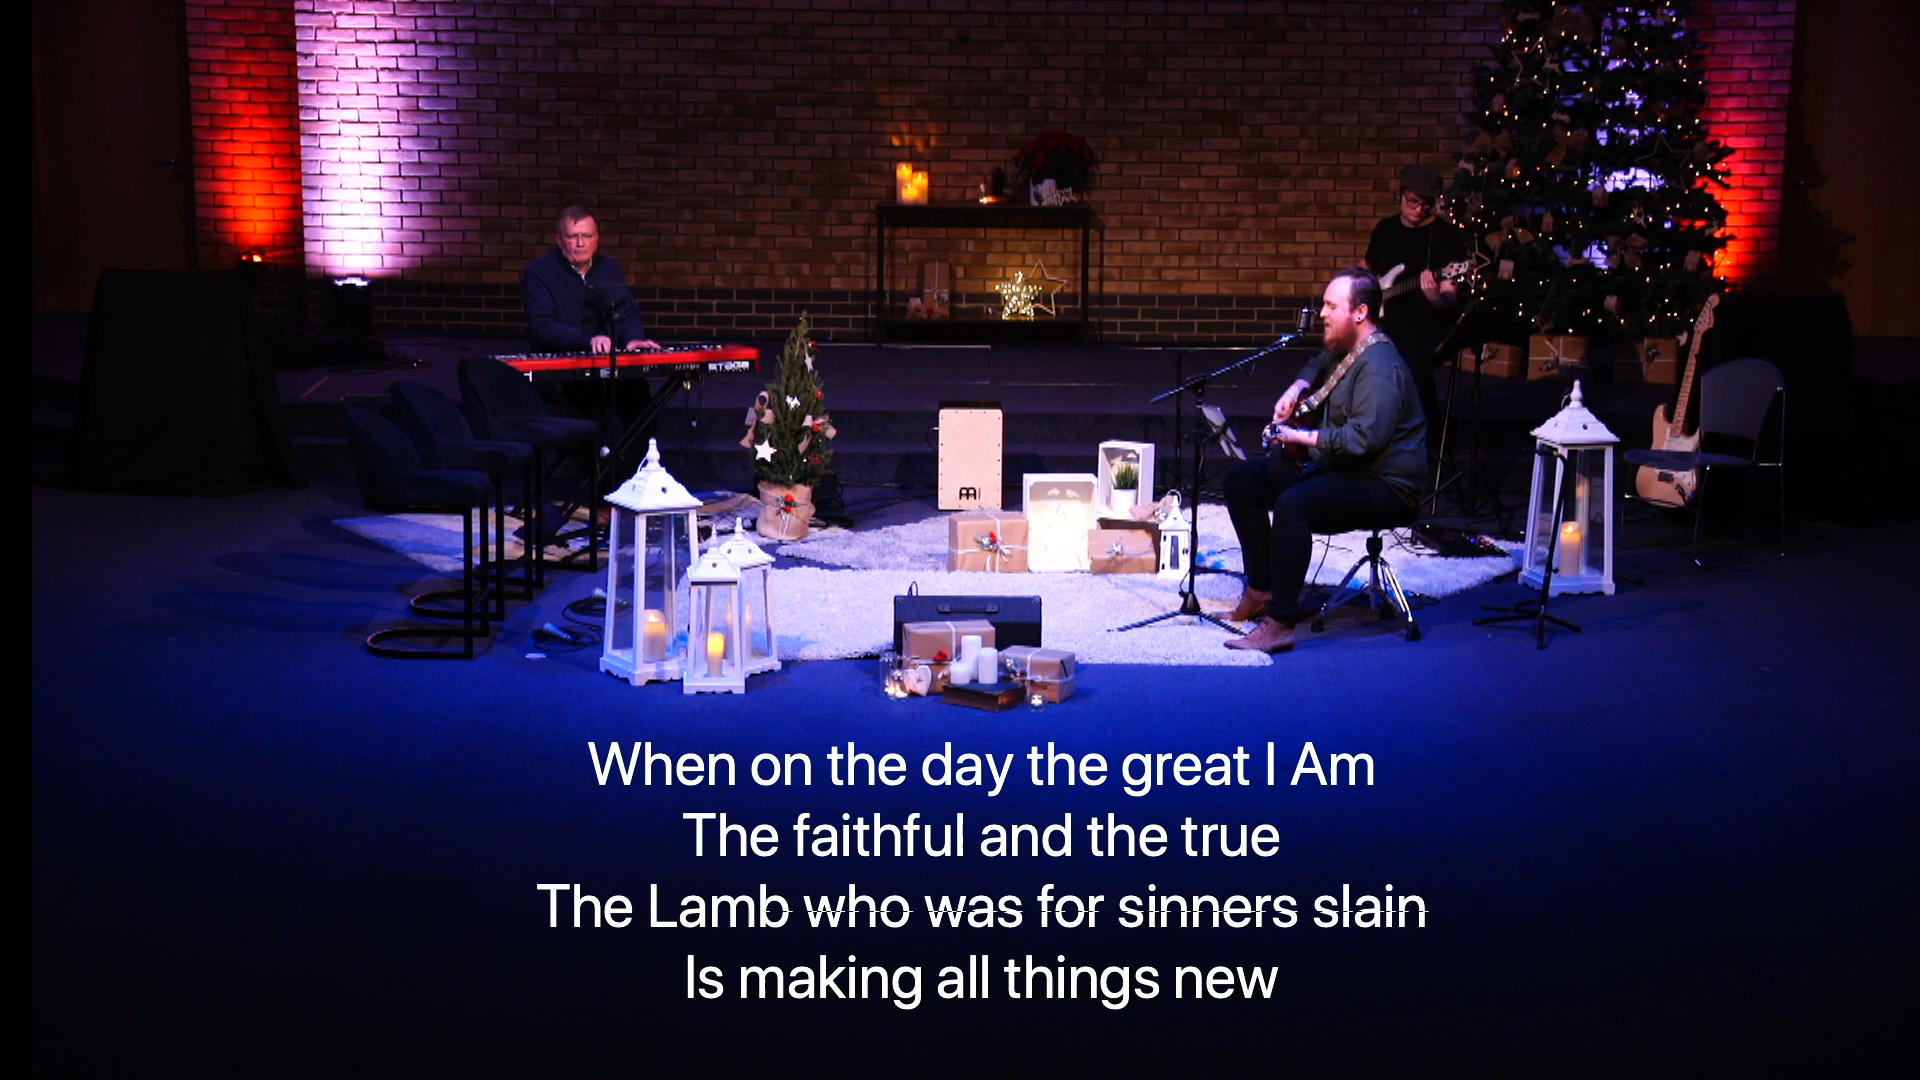 When on the day the great I Am
The faithful and the true
The Lamb who was for sinners slain
Is making all things new